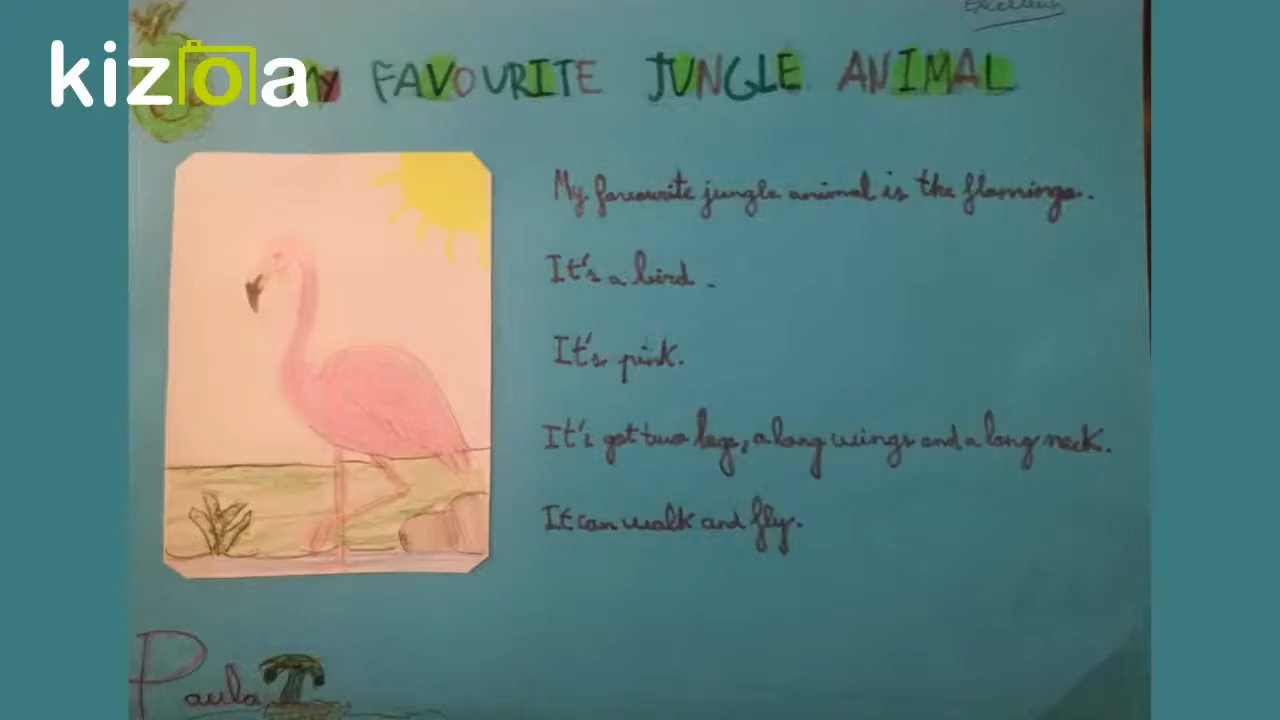 Excellent
kizoa
MY FAVOURITE JUNGLE ANIMAL
My favourite jungle animal is the flamingo.
It's a bird.
It's pink.
It's got two legs, a long wings and a long neck.
It can walk and fly.
Paula